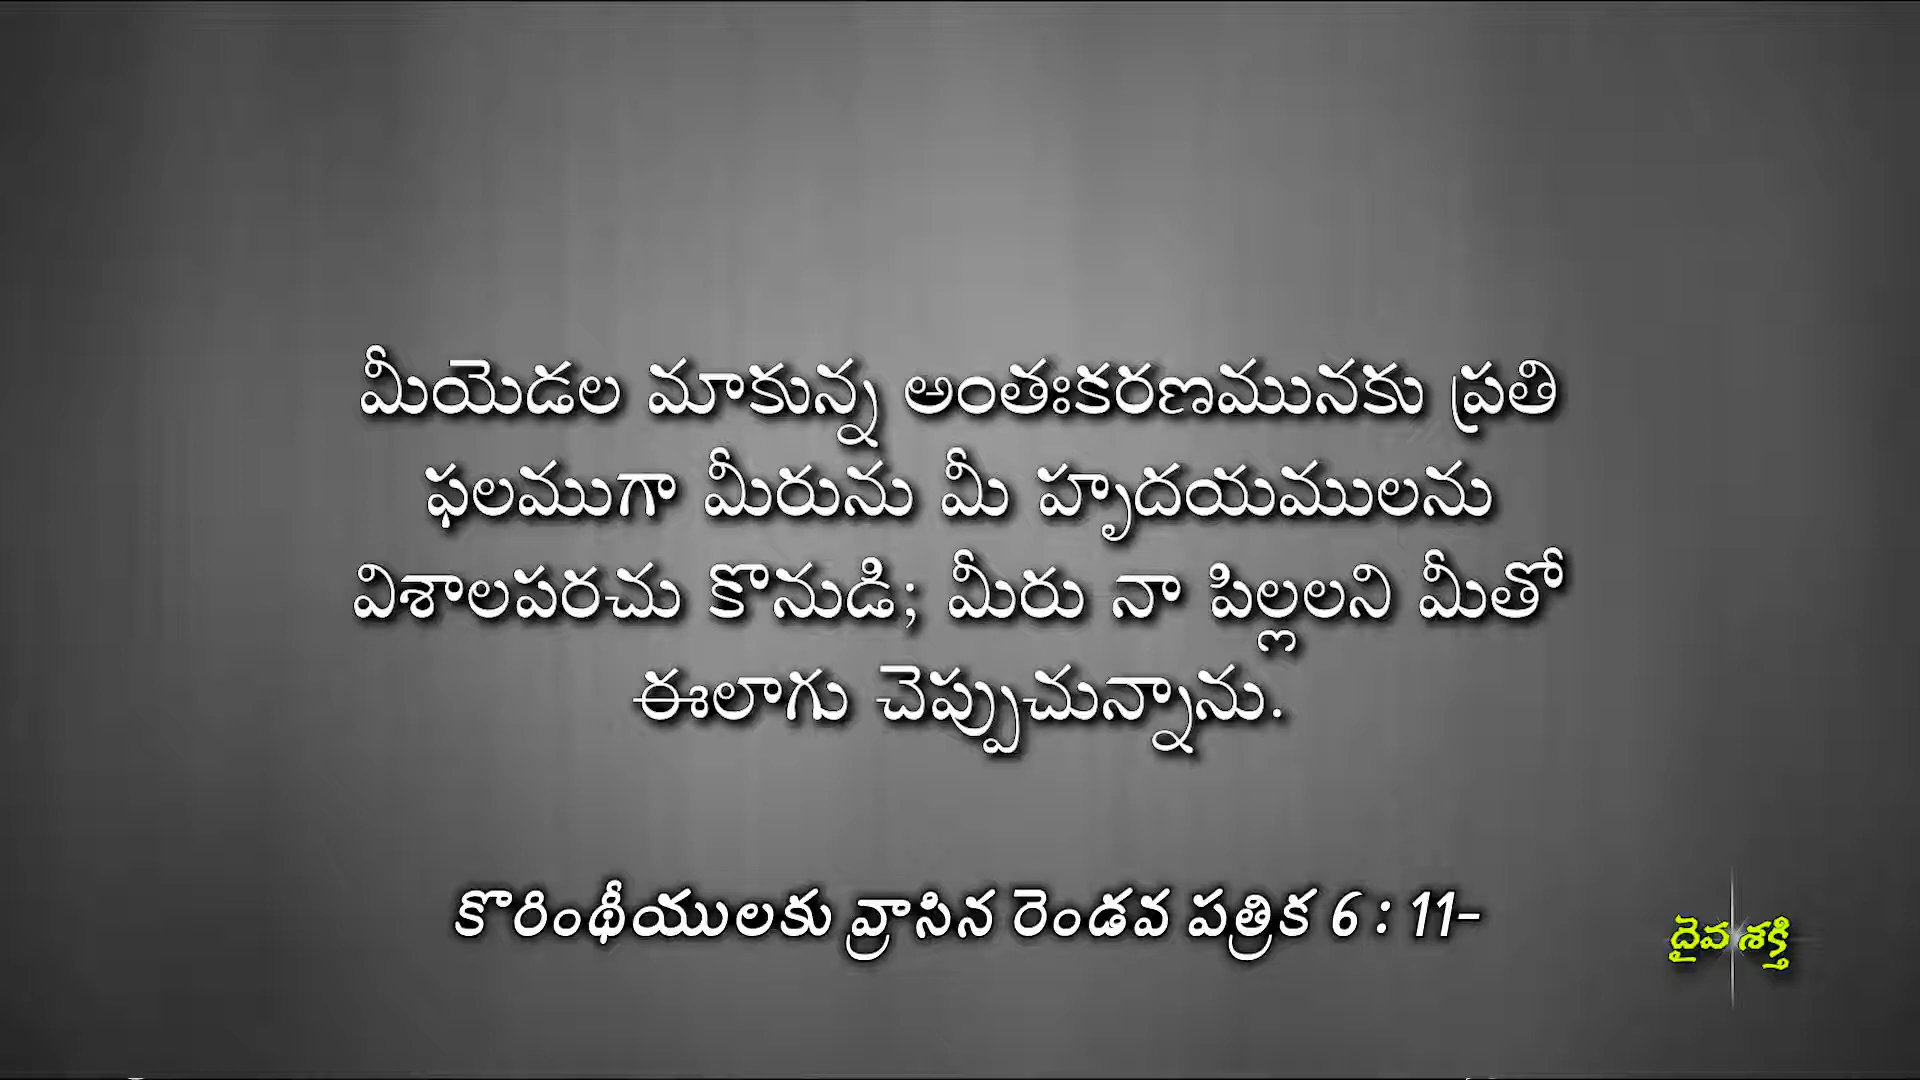 మీయెడల మాకున్న అంతఃకరణమునకు ప్రతి
ఫలముగా మీరును మీ హృదయములను
విశాలపరచు కొనుడి; మీరు నా పిల్లలని మీతో
ఈలాగు చెప్పుచున్నాను.
కొరింథీయులకు వ్రాసిన రెండవ పత్రిక 6 : 11-
దైవ శక్తి